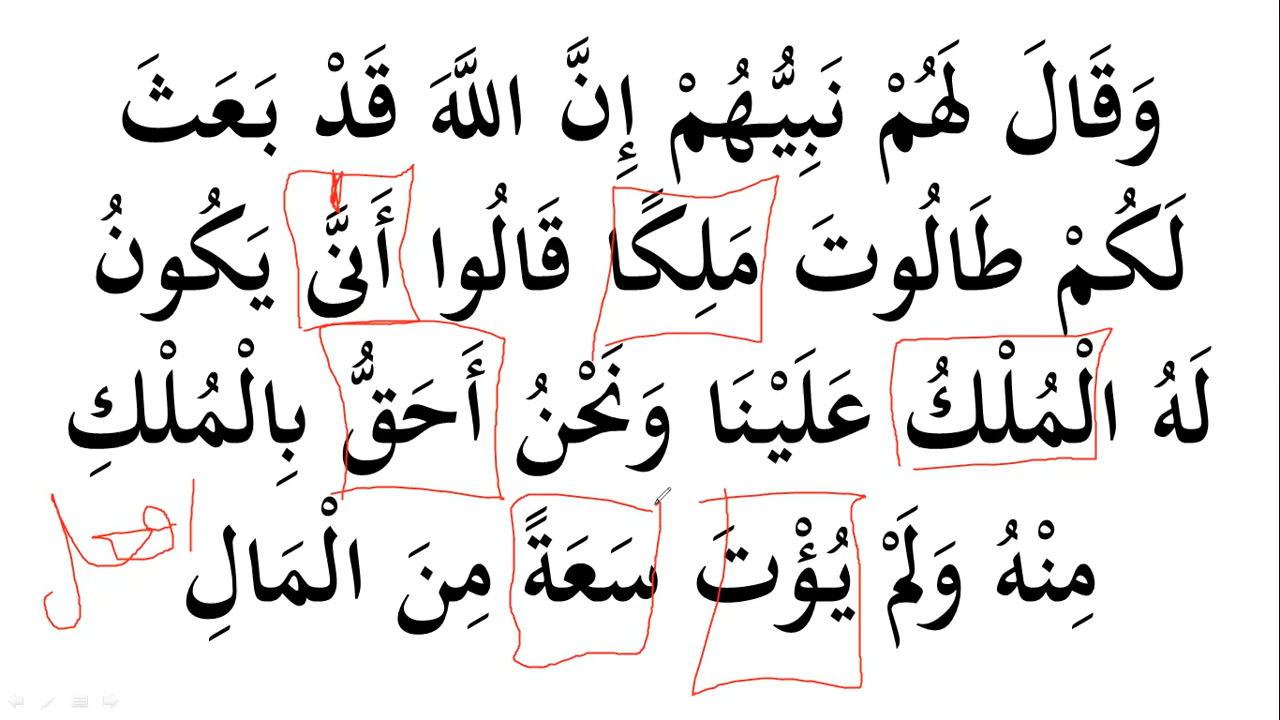 وَقَالَ لَهُمْ نَبِيُّهُمْ إِنَّ اللَّهَ قَدْ بَعَثَ
لَكُمْ طَالُوتَ مَلِكًا قَالُوا أَنَّى يَكُونُ
لَهُ الْمُلْكُ عَلَيْنَا وَنَحْنُ أَحَقُّ بِالْمُلْكِ
مِنْهُ وَلَمْ يُؤْتَ سَعَةً مِنَ الْمَالِ